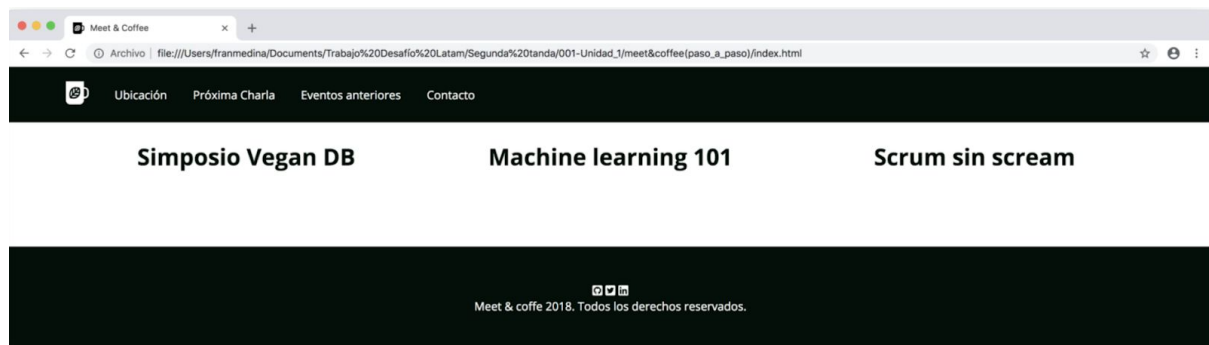 Meet & Coffee
Archivo | file:///Users/franmedina/Documents/Trabajo%20Desafío%20Latam/Segunda%20tanda/001-Unidad_1/meet&coffee(paso_a_paso)/index.html
Ubicación Próxima Charla Eventos anteriores Contacto
Simposio Vegan DB Machine learning 101 Scrum sin scream
in
Meet & coffe 2018. Todos los derechos reservados.